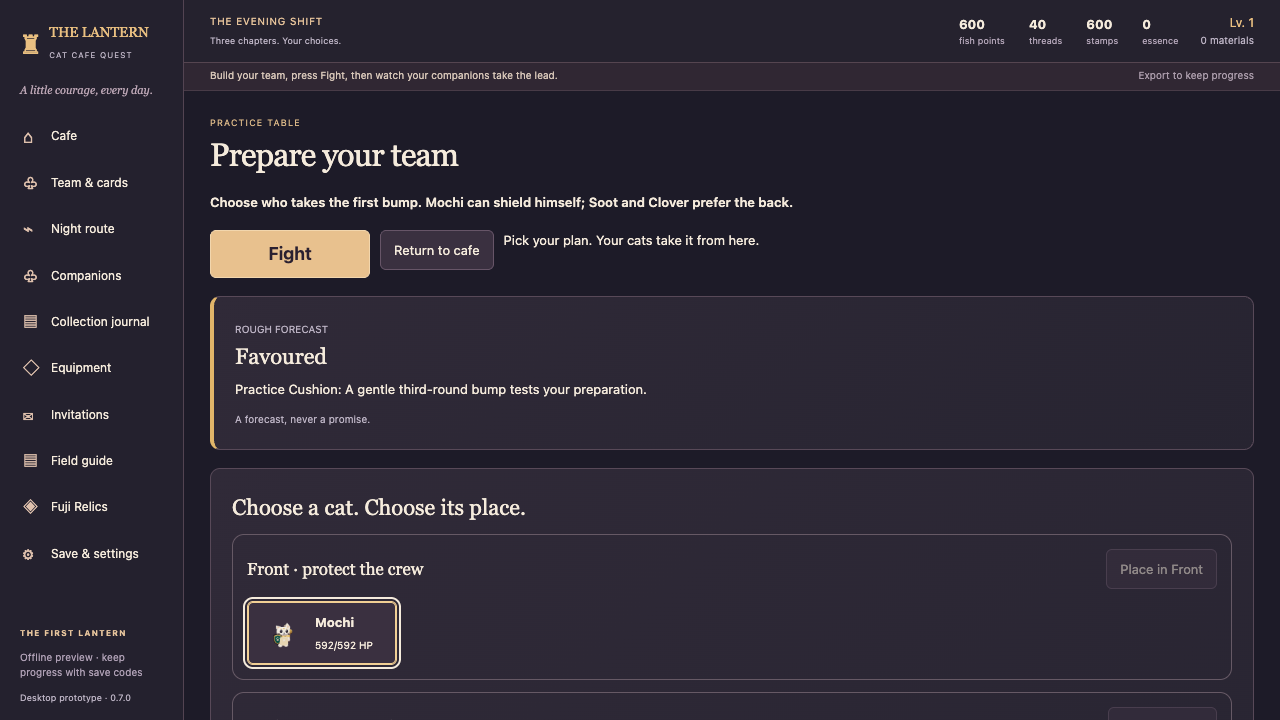 THE LANTERN
CAT CAFE QUEST
A little courage, every day.
Cafe
Team & cards
Night route
Companions
Collection journal
Equipment
Invitations
Field guide
Fuji Relics
Save & settings
THE FIRST LANTERN
Offline preview · keep
progress with save codes
Desktop prototype · 0.7.0
THE EVENING SHIFT
Three chapters. Your choices.
600
fish points
40
threads
600
stamps
0
essence
Lv. 1
0 materials
Build your team, press Fight, then watch your companions take the lead.
Export to keep progress
PRACTICE TABLE
Prepare your team
Choose who takes the first bump. Mochi can shield himself; Soot and Clover prefer the back.
Fight
Return to cafe
Pick your plan. Your cats take it from here.
ROUGH FORECAST
Favoured
Practice Cushion: A gentle third-round bump tests your preparation.
A forecast, never a promise.
Choose a cat. Choose its place.
Front · protect the crew
Place in Front
Mochi
592/592 HP